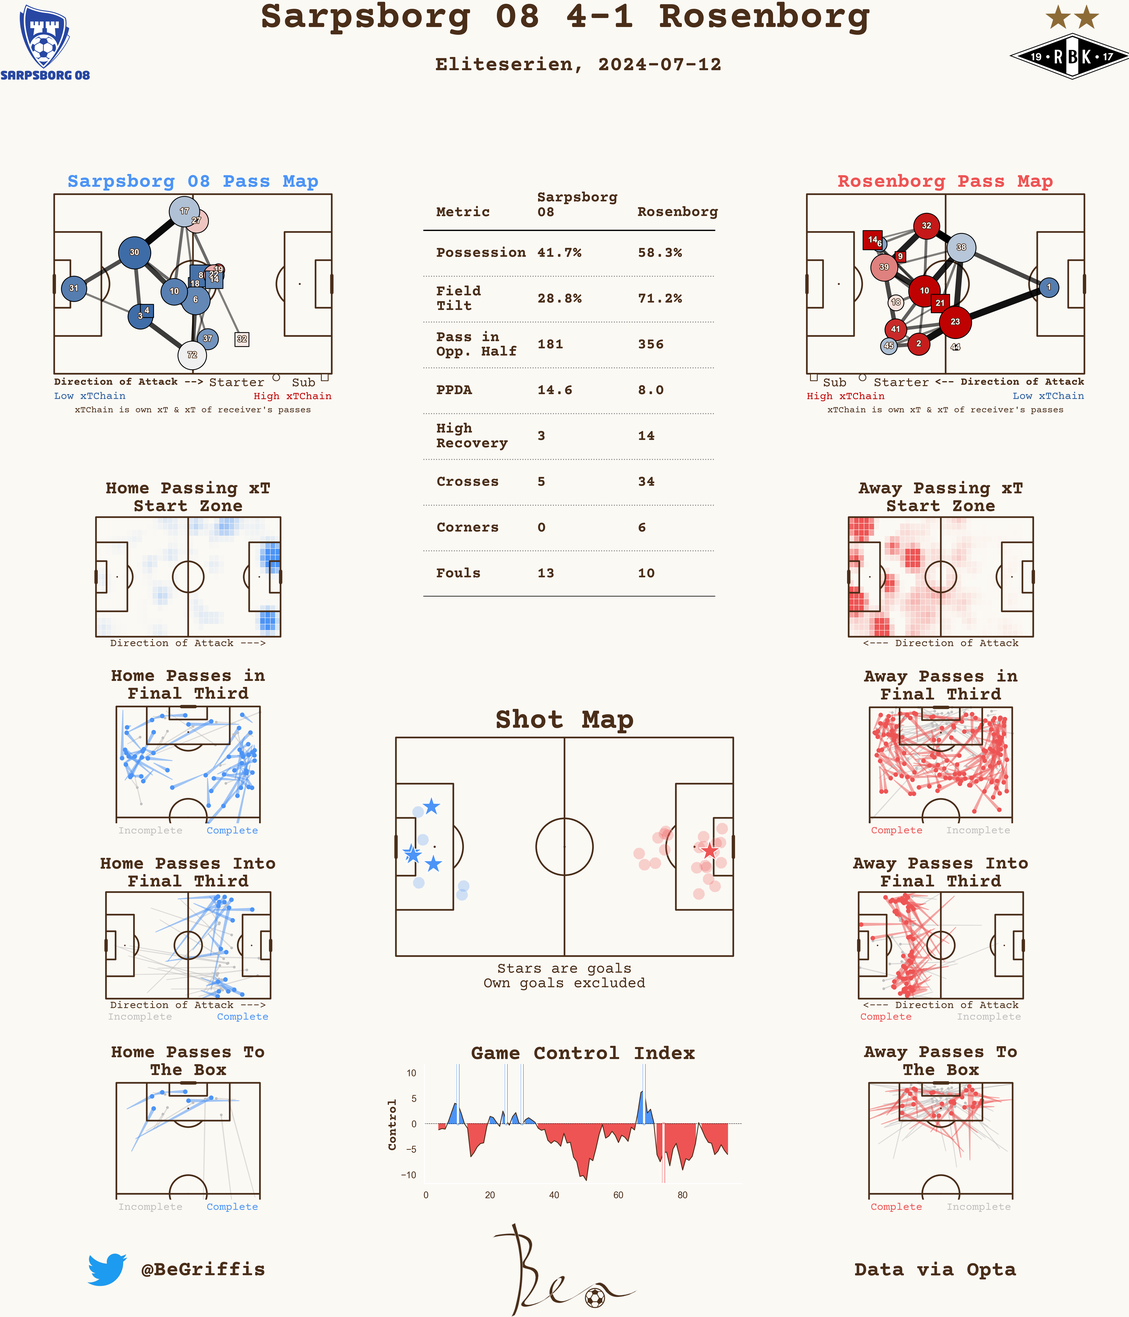 Sarpsborg 08 4-1 Rosenborg
Eliteserien, 2024-07-12
SARPSBORG 08
19 • RBK • 17
Sarpsborg 08 Pass Map
17
27
30
8
19
22
14
31
10
18
6
4
3
37
32
72
Direction of Attack --> Starter Sub
Low xTChain High xTChain
xTChain is own xT & xT of receiver's passes
Metric Sarpsborg 08 Rosenborg
Possession 41.7% 58.3%
Field Tilt 28.8% 71.2%
Pass in Opp. Half 181 356
PPDA 14.6 8.0
High Recovery 3 14
Crosses 5 34
Corners 0 6
Fouls 13 10
Rosenborg Pass Map
32
14
6
38
9
39
1
10
18
21
23
41
2
45
44
Sub Starter <-- Direction of Attack
High xTChain Low xTChain
xTChain is own xT & xT of receiver's passes
Home Passing xT
Start Zone
Direction of Attack --->
Away Passing xT
Start Zone
<--- Direction of Attack
Home Passes in
Final Third
Incomplete Complete
Away Passes in
Final Third
Complete Incomplete
Shot Map
Stars are goals
Own goals excluded
Home Passes Into
Final Third
Direction of Attack --->
Incomplete Complete
Away Passes Into
Final Third
<--- Direction of Attack
Complete Incomplete
Home Passes To
The Box
Incomplete Complete
Game Control Index
Control
10
5
0
−5
−10
0 20 40 60 80
Away Passes To
The Box
Complete Incomplete
@BeGriffis
Bea
Data via Opta